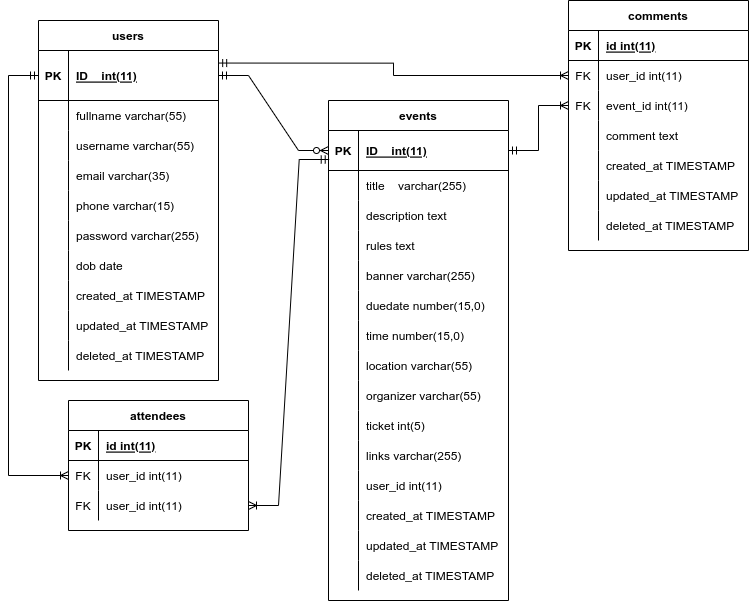 users
PK ID int(11)
fullname varchar(55)
username varchar(55)
email varchar(35)
phone varchar(15)
password varchar(255)
dob date
created_at TIMESTAMP
updated_at TIMESTAMP
deleted_at TIMESTAMP
attendees
PK id int(11)
FK user_id int(11)
FK user_id int(11)
events
PK ID int(11)
title varchar(255)
description text
rules text
banner varchar(255)
duedate number(15,0)
time number(15,0)
location varchar(55)
organizer varchar(55)
ticket int(5)
links varchar(255)
user_id int(11)
created_at TIMESTAMP
updated_at TIMESTAMP
deleted_at TIMESTAMP
comments
PK id int(11)
FK user_id int(11)
FK event_id int(11)
comment text
created_at TIMESTAMP
updated_at TIMESTAMP
deleted_at TIMESTAMP